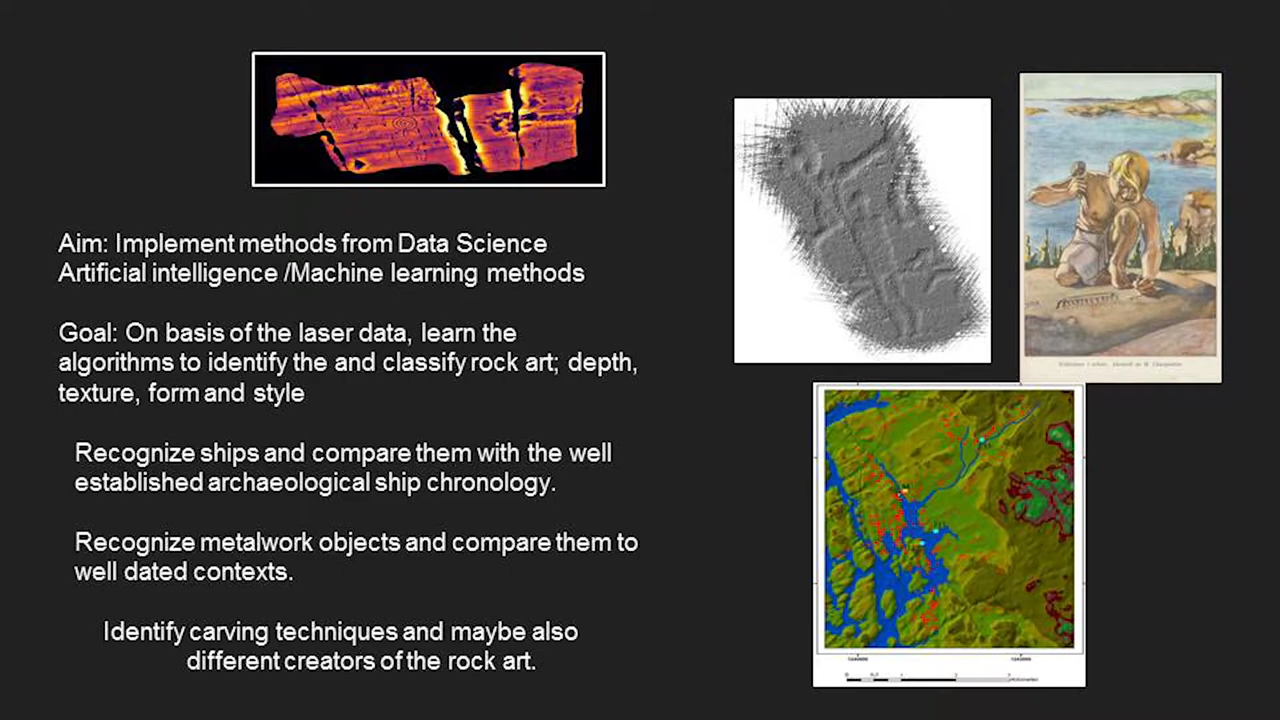 Aim: Implement methods from Data Science
Artificial intelligence /Machine learning methods
Goal: On basis of the laser data, learn the
algorithms to identify the and classify rock art; depth,
texture, form and style
Recognize ships and compare them with the well
established archaeological ship chronology.
Recognize metalwork objects and compare them to
well dated contexts.
Identify carving techniques and maybe also
different creators of the rock art.